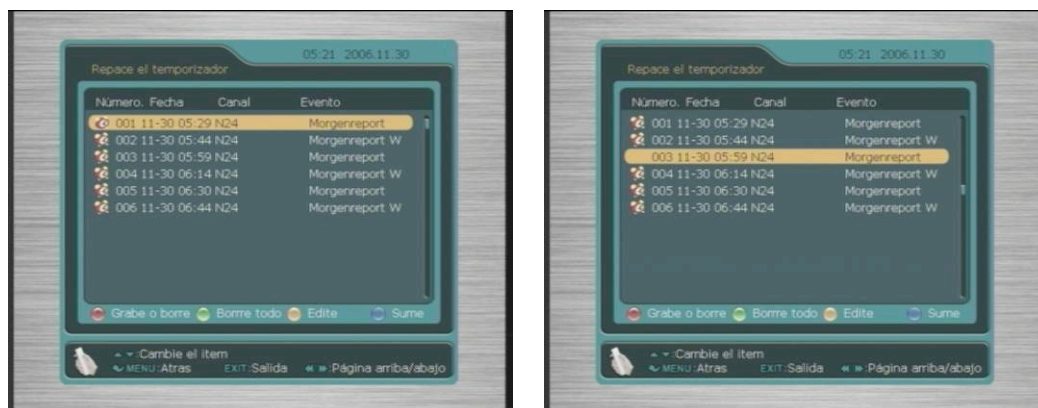 05:21 2006.11.30
Repace el temporizador
Número. Fecha Canal Evento
001 11-30 05:29 N24 Morgenreport
002 11-30 05:44 N24 Morgenreport W
003 11-30 05:59 N24 Morgenreport
004 11-30 06:14 N24 Morgenreport W
005 11-30 06:30 N24 Morgenreport
006 11-30 06:44 N24 Morgenreport W
Grabe o borre Borrre todo Edite Sume
:Cambie el item
MENU:Atras EXIT:Salida :Página arriba/abajo
05:21 2006.11.30
Repace el temporizador
Número. Fecha Canal Evento
001 11-30 05:29 N24 Morgenreport
002 11-30 05:44 N24 Morgenreport W
003 11-30 05:59 N24 Morgenreport
004 11-30 06:14 N24 Morgenreport W
005 11-30 06:30 N24 Morgenreport
006 11-30 06:44 N24 Morgenreport W
Grabe o borre Borrre todo Edite Sume
:Cambie el item
MENU:Atras EXIT:Salida :Página arriba/abajo